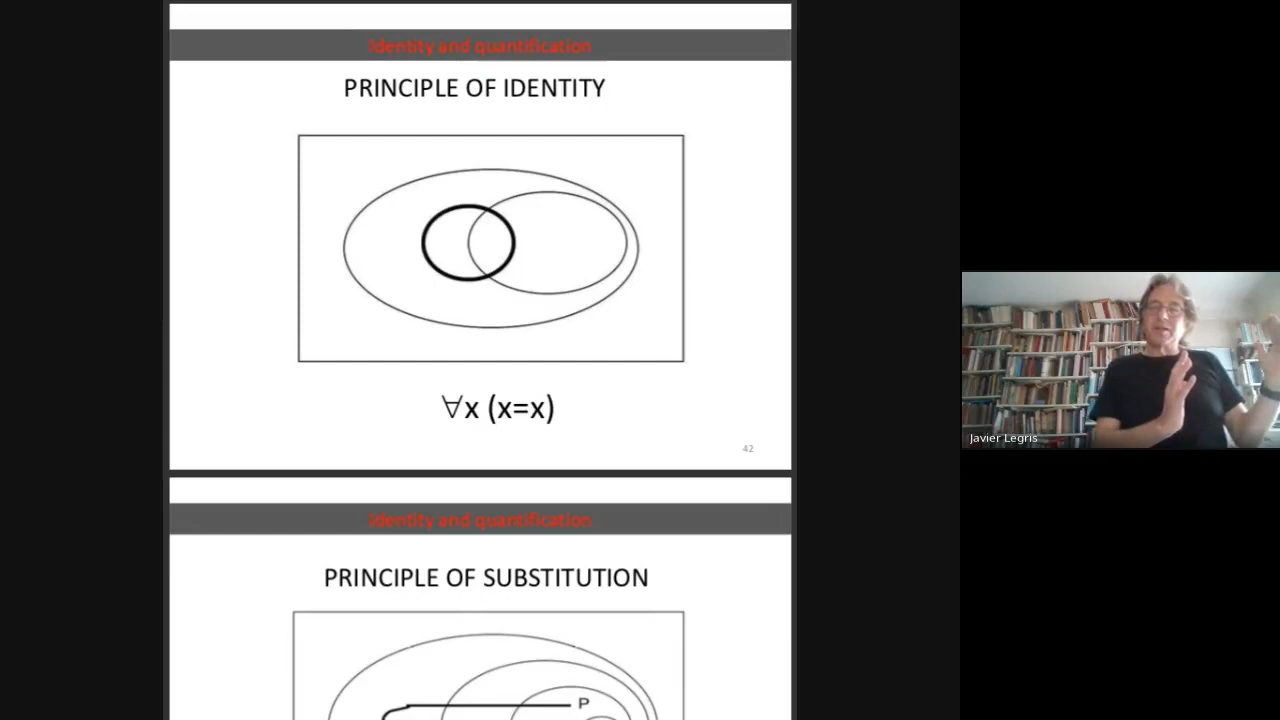 Identity and quantification
PRINCIPLE OF IDENTITY
∀x (x=x)
42
Javier Legris
Identity and quantification
PRINCIPLE OF SUBSTITUTION
P